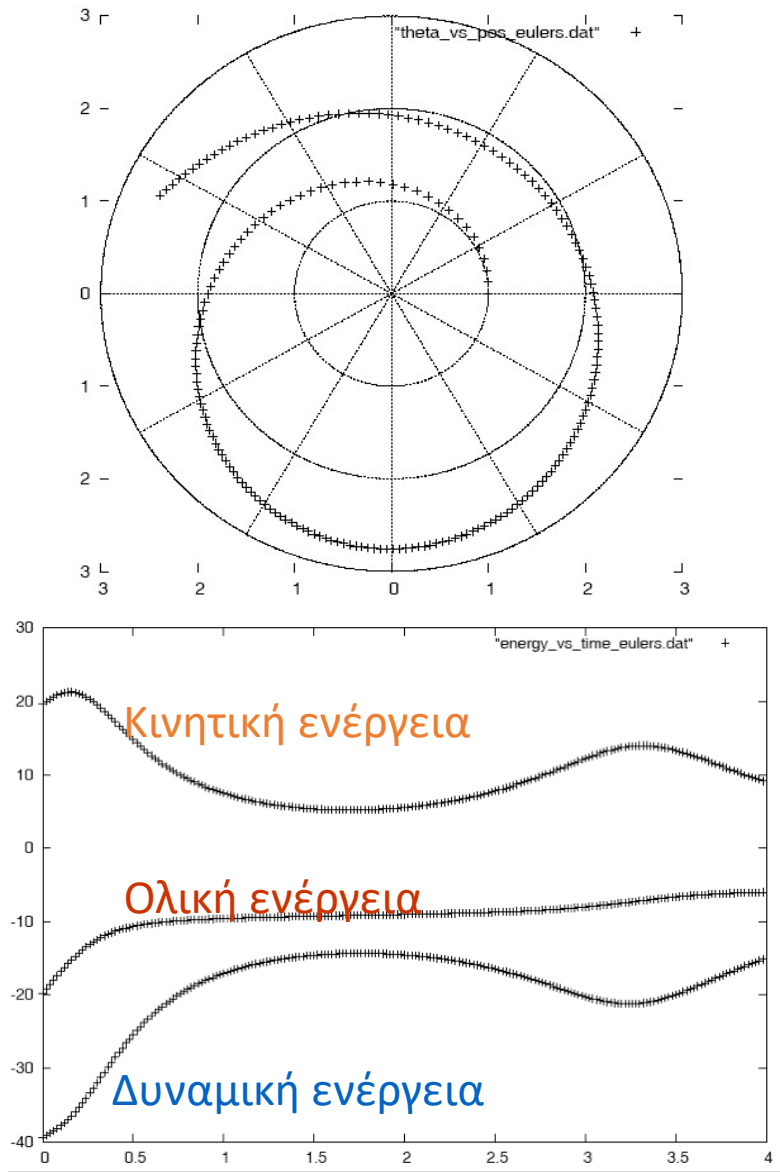 3
"theta_vs_pos_eulers.dat" +
2
1
0
1
2
3
3 2 1 0 1 2 3
30
"energy_vs_time_eulers.dat" +
20
Κινητική ενέργεια
10
0
Ολική ενέργεια
-10
-20
-30
Δυναμική ενέργεια
-40
0 0.5 1 1.5 2 2.5 3 3.5 4